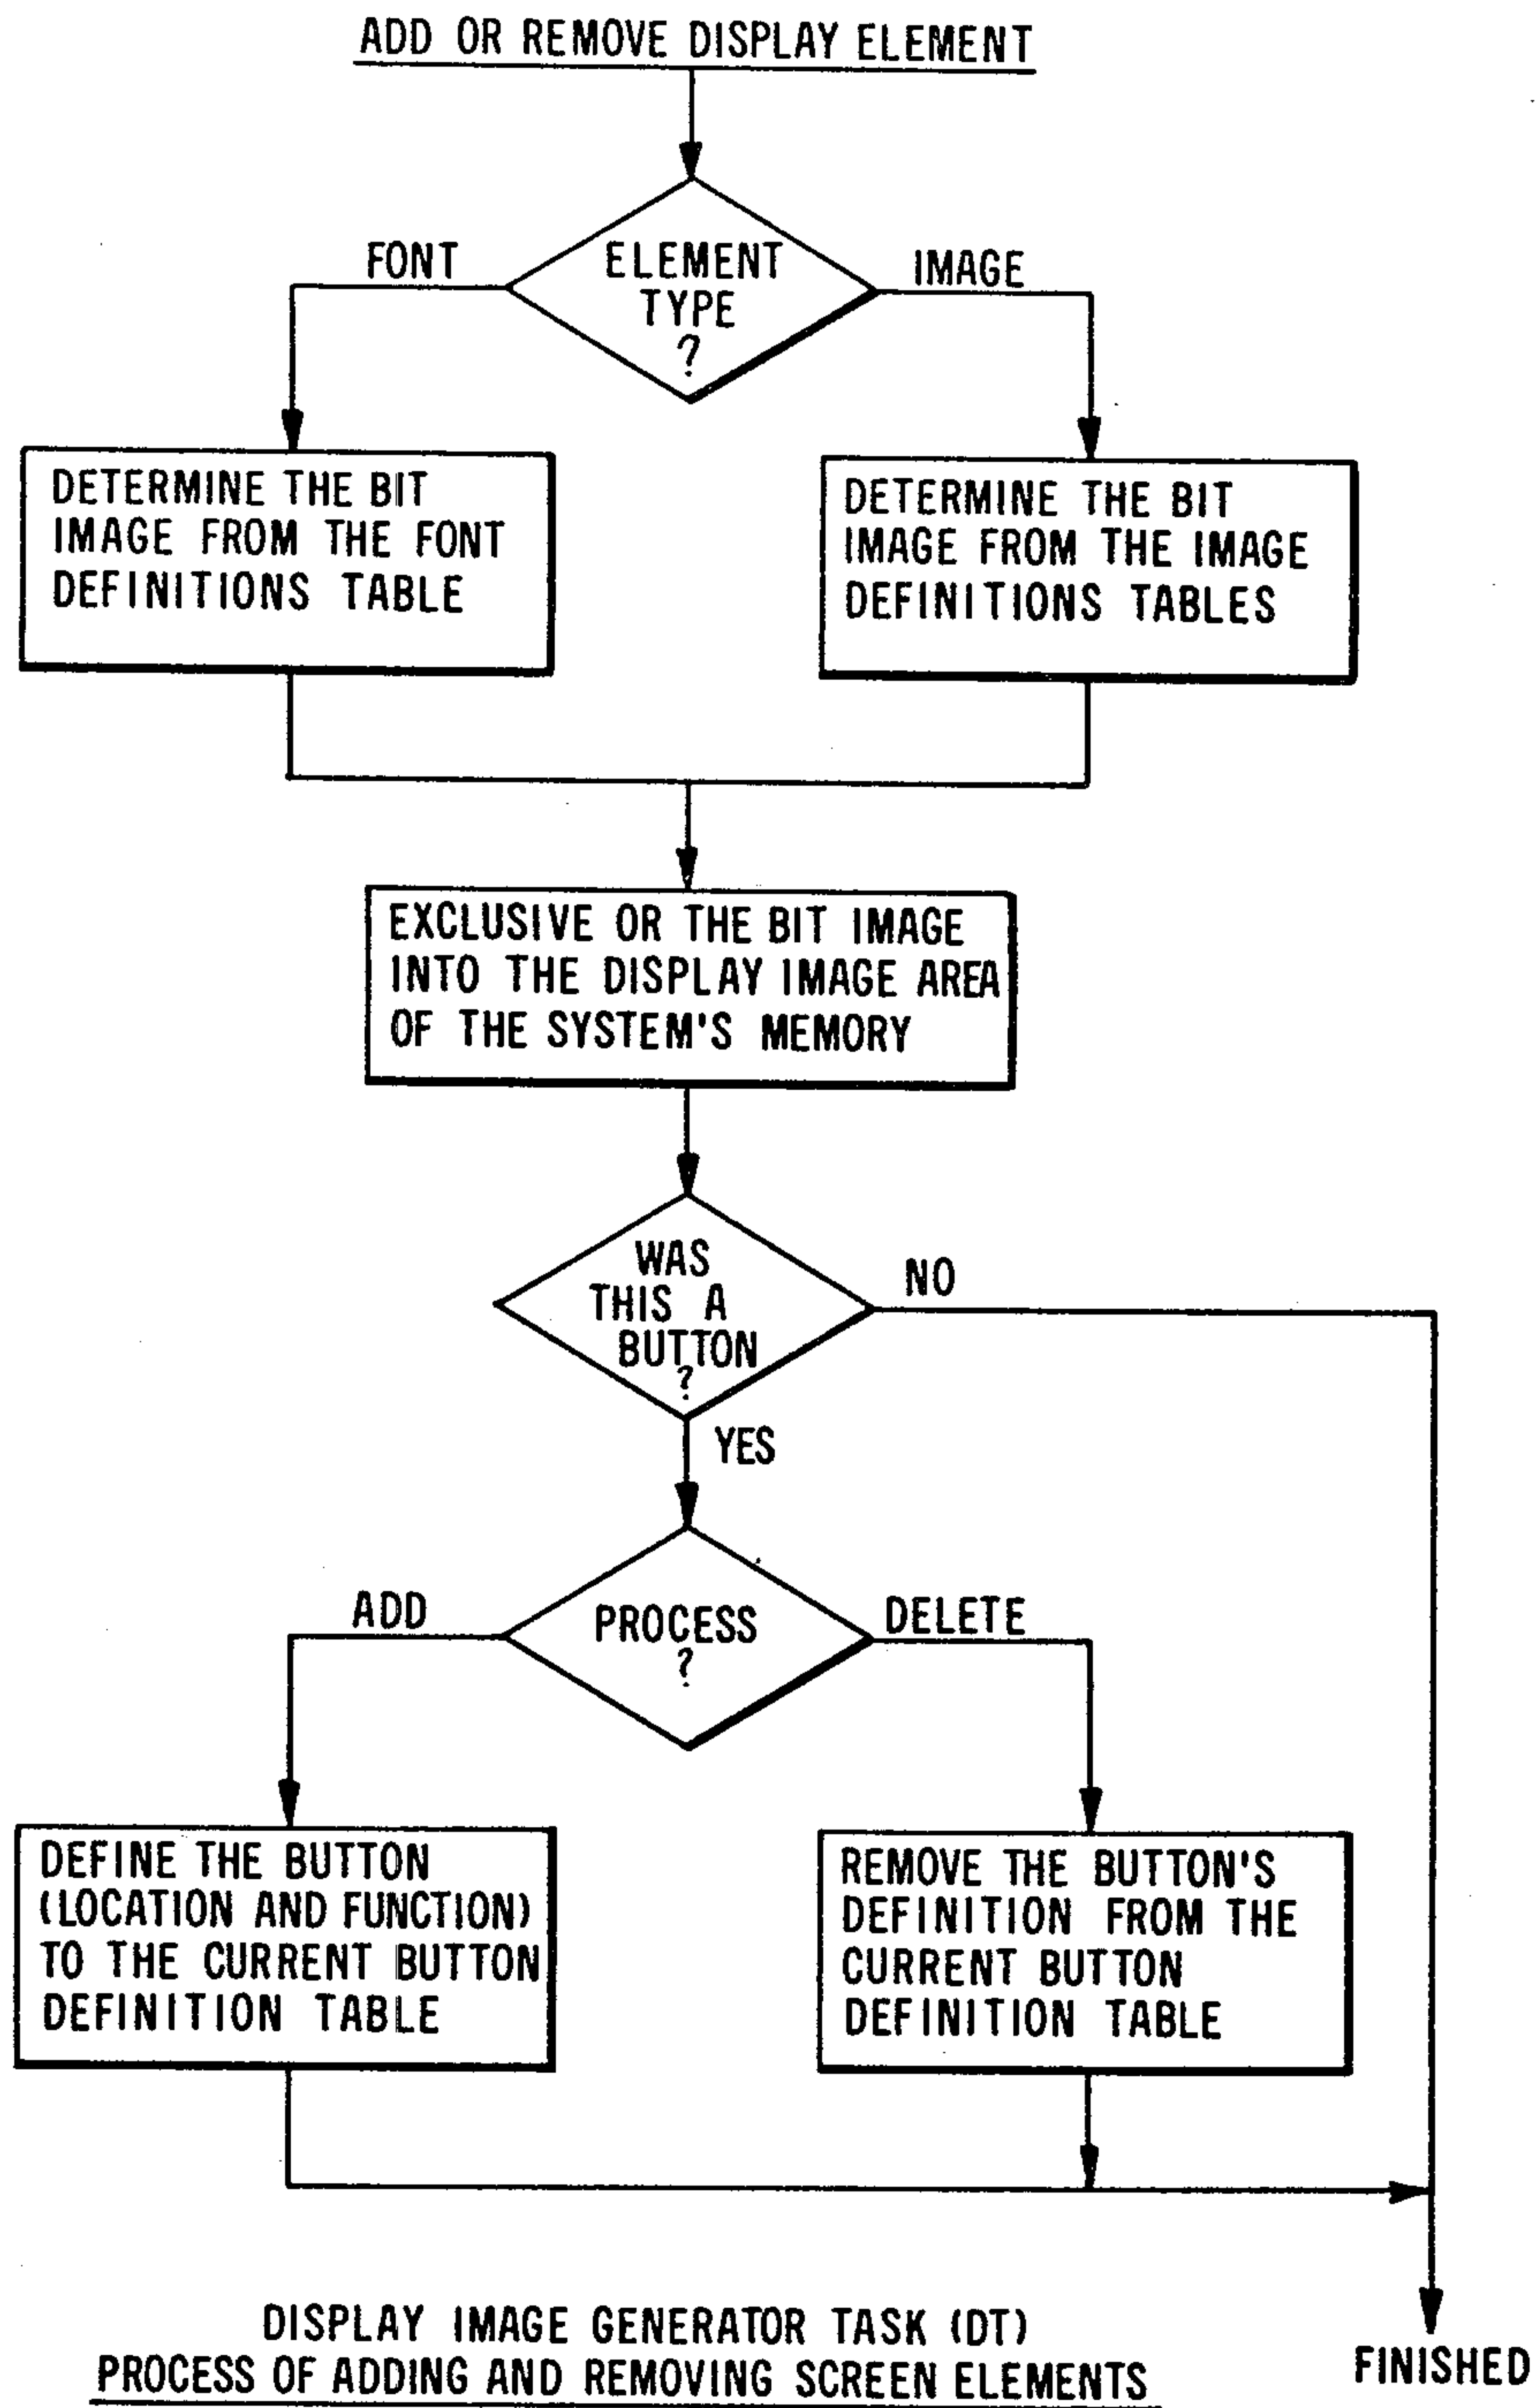 ADD OR REMOVE DISPLAY ELEMENT
FONT
ELEMENT
TYPE
?
IMAGE
DETERMINE THE BIT
IMAGE FROM THE FONT
DEFINITIONS TABLE
DETERMINE THE BIT
IMAGE FROM THE IMAGE
DEFINITIONS TABLES
EXCLUSIVE OR THE BIT IMAGE
INTO THE DISPLAY IMAGE AREA
OF THE SYSTEM'S MEMORY
WAS
THIS A
BUTTON
?
NO
YES
ADD
PROCESS
?
DELETE
DEFINE THE BUTTON
(LOCATION AND FUNCTION)
TO THE CURRENT BUTTON
DEFINITION TABLE
REMOVE THE BUTTON'S
DEFINITION FROM THE
CURRENT BUTTON
DEFINITION TABLE
DISPLAY IMAGE GENERATOR TASK (DT)
PROCESS OF ADDING AND REMOVING SCREEN ELEMENTS
FINISHED